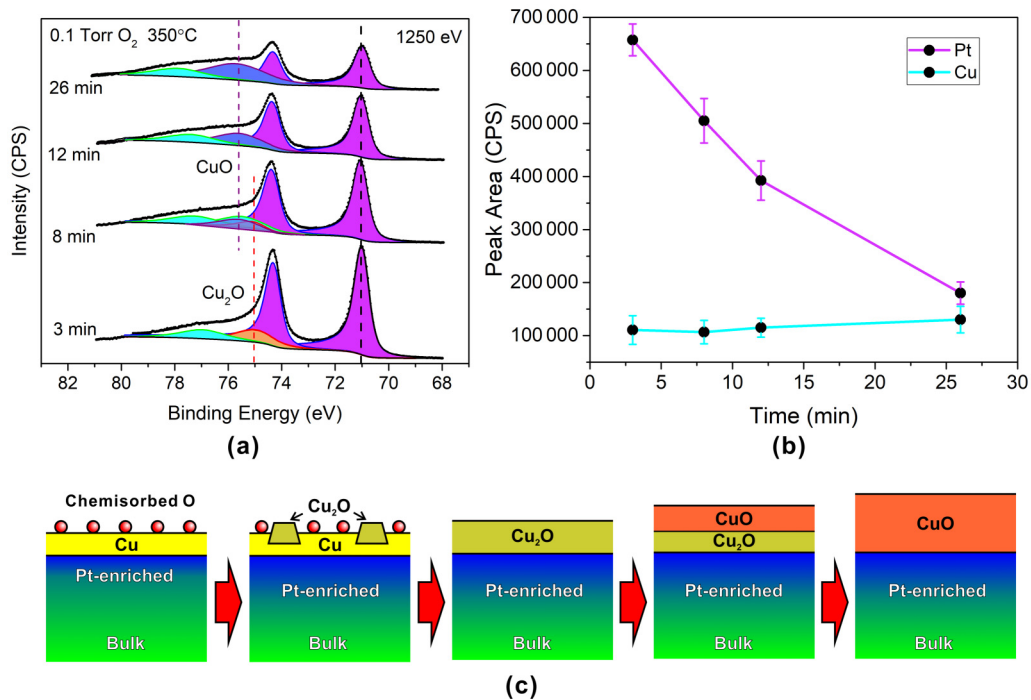 0.1 Torr O₂ 350°C
1250 eV
26 min
12 min
CuO
8 min
Cu₂O
3 min
Intensity (CPS)
82 80 78 76 74 72 70 68
Binding Energy (eV)
(a)
700 000
600 000
500 000
400 000
300 000
200 000
100 000
Peak Area (CPS)
Pt
Cu
0 5 10 15 20 25 30
Time (min)
(b)
Chemisorbed O
Cu
Pt-enriched
Bulk
Cu₂O
Cu
Pt-enriched
Bulk
Cu₂O
Pt-enriched
Bulk
CuO
Cu₂O
Pt-enriched
Bulk
CuO
Pt-enriched
Bulk
(c)